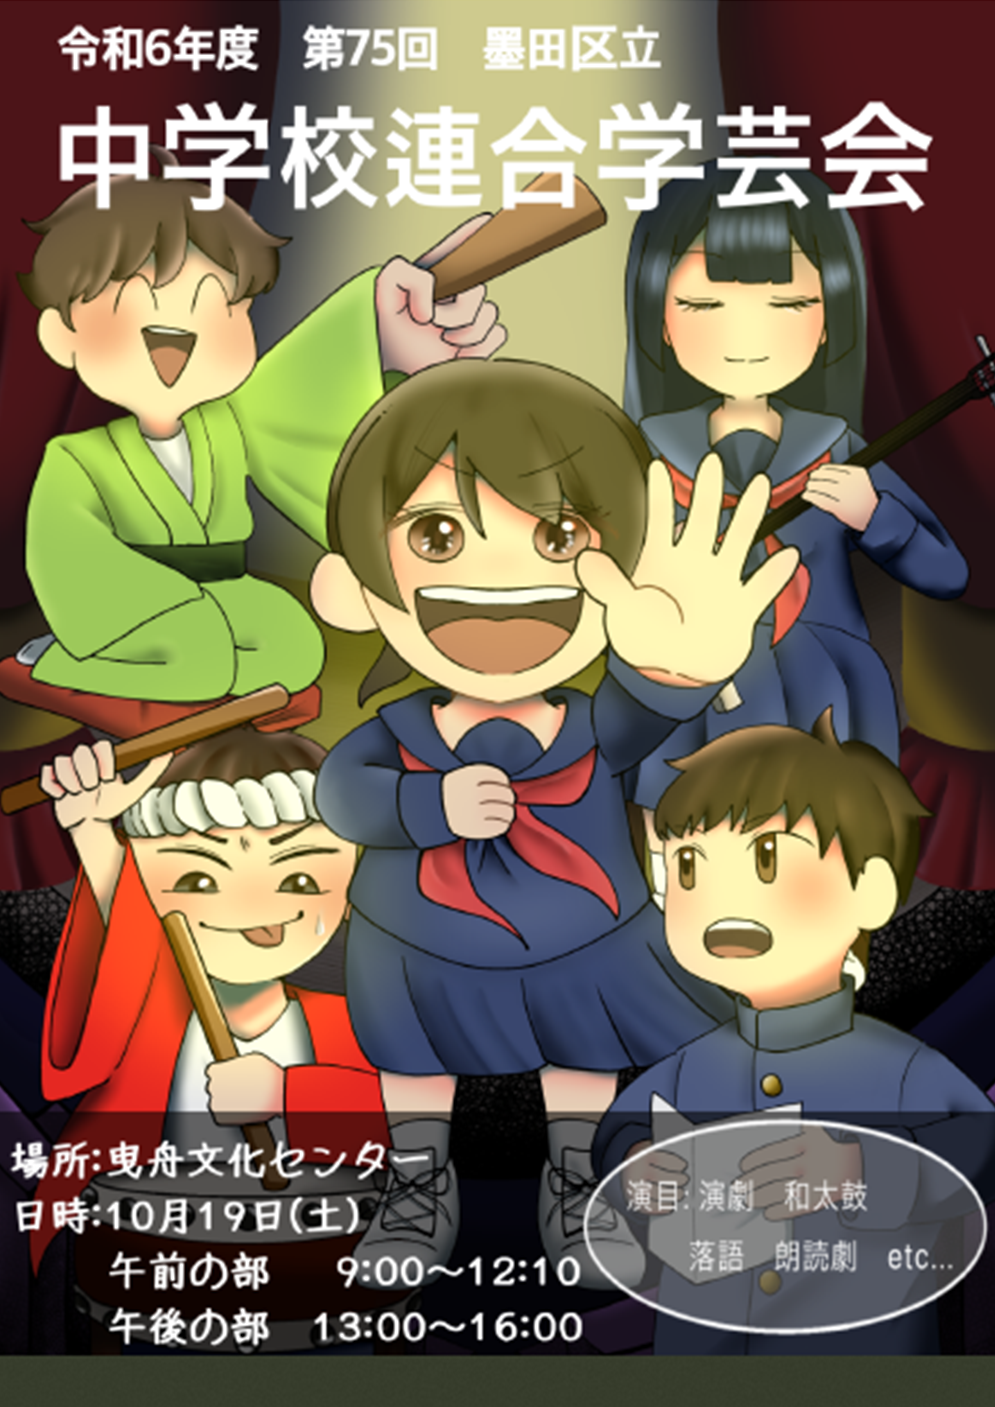 令和6年度　第75回　墨田区立
中学校連合学芸会
場所:曳舟文化センター
日時:10月19日(土)
午前の部　9:00〜12:10
午後の部　13:00〜16:00
演目: 演劇　和太鼓
落語　朗読劇　etc...